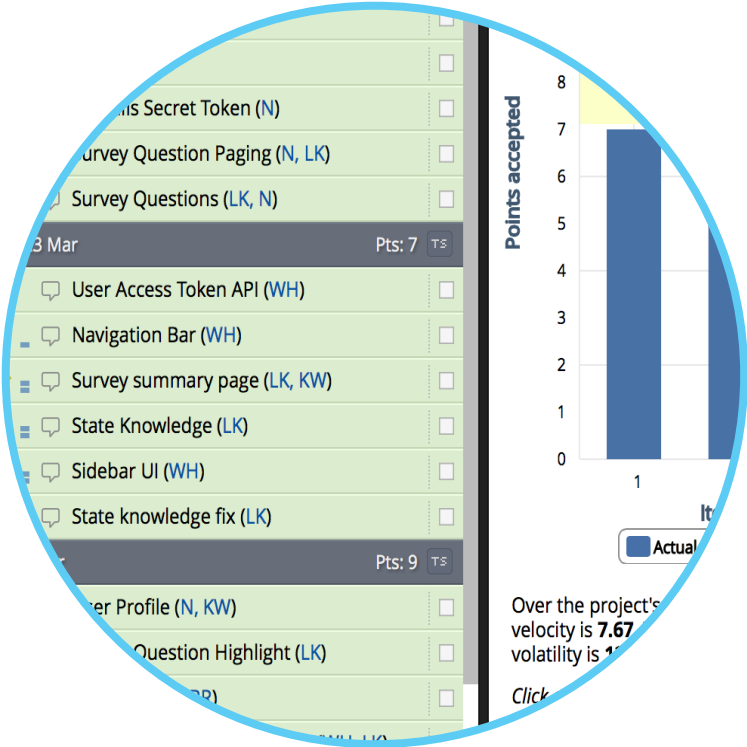 Secret Token (N)
Survey Question Paging (N, LK)
Survey Questions (LK, N)
3 Mar Pts: 7 TS
User Access Token API (WH)
Navigation Bar (WH)
Survey summary page (LK, KW)
State Knowledge (LK)
Sidebar UI (WH)
State knowledge fix (LK)
Pts: 9 TS
Profile (N, KW)
Question Highlight (LK)
Points accepted
8
7
6
5
4
3
2
1
0
1
Actual
Over the project's
velocity is 7.67
volatility is
Click